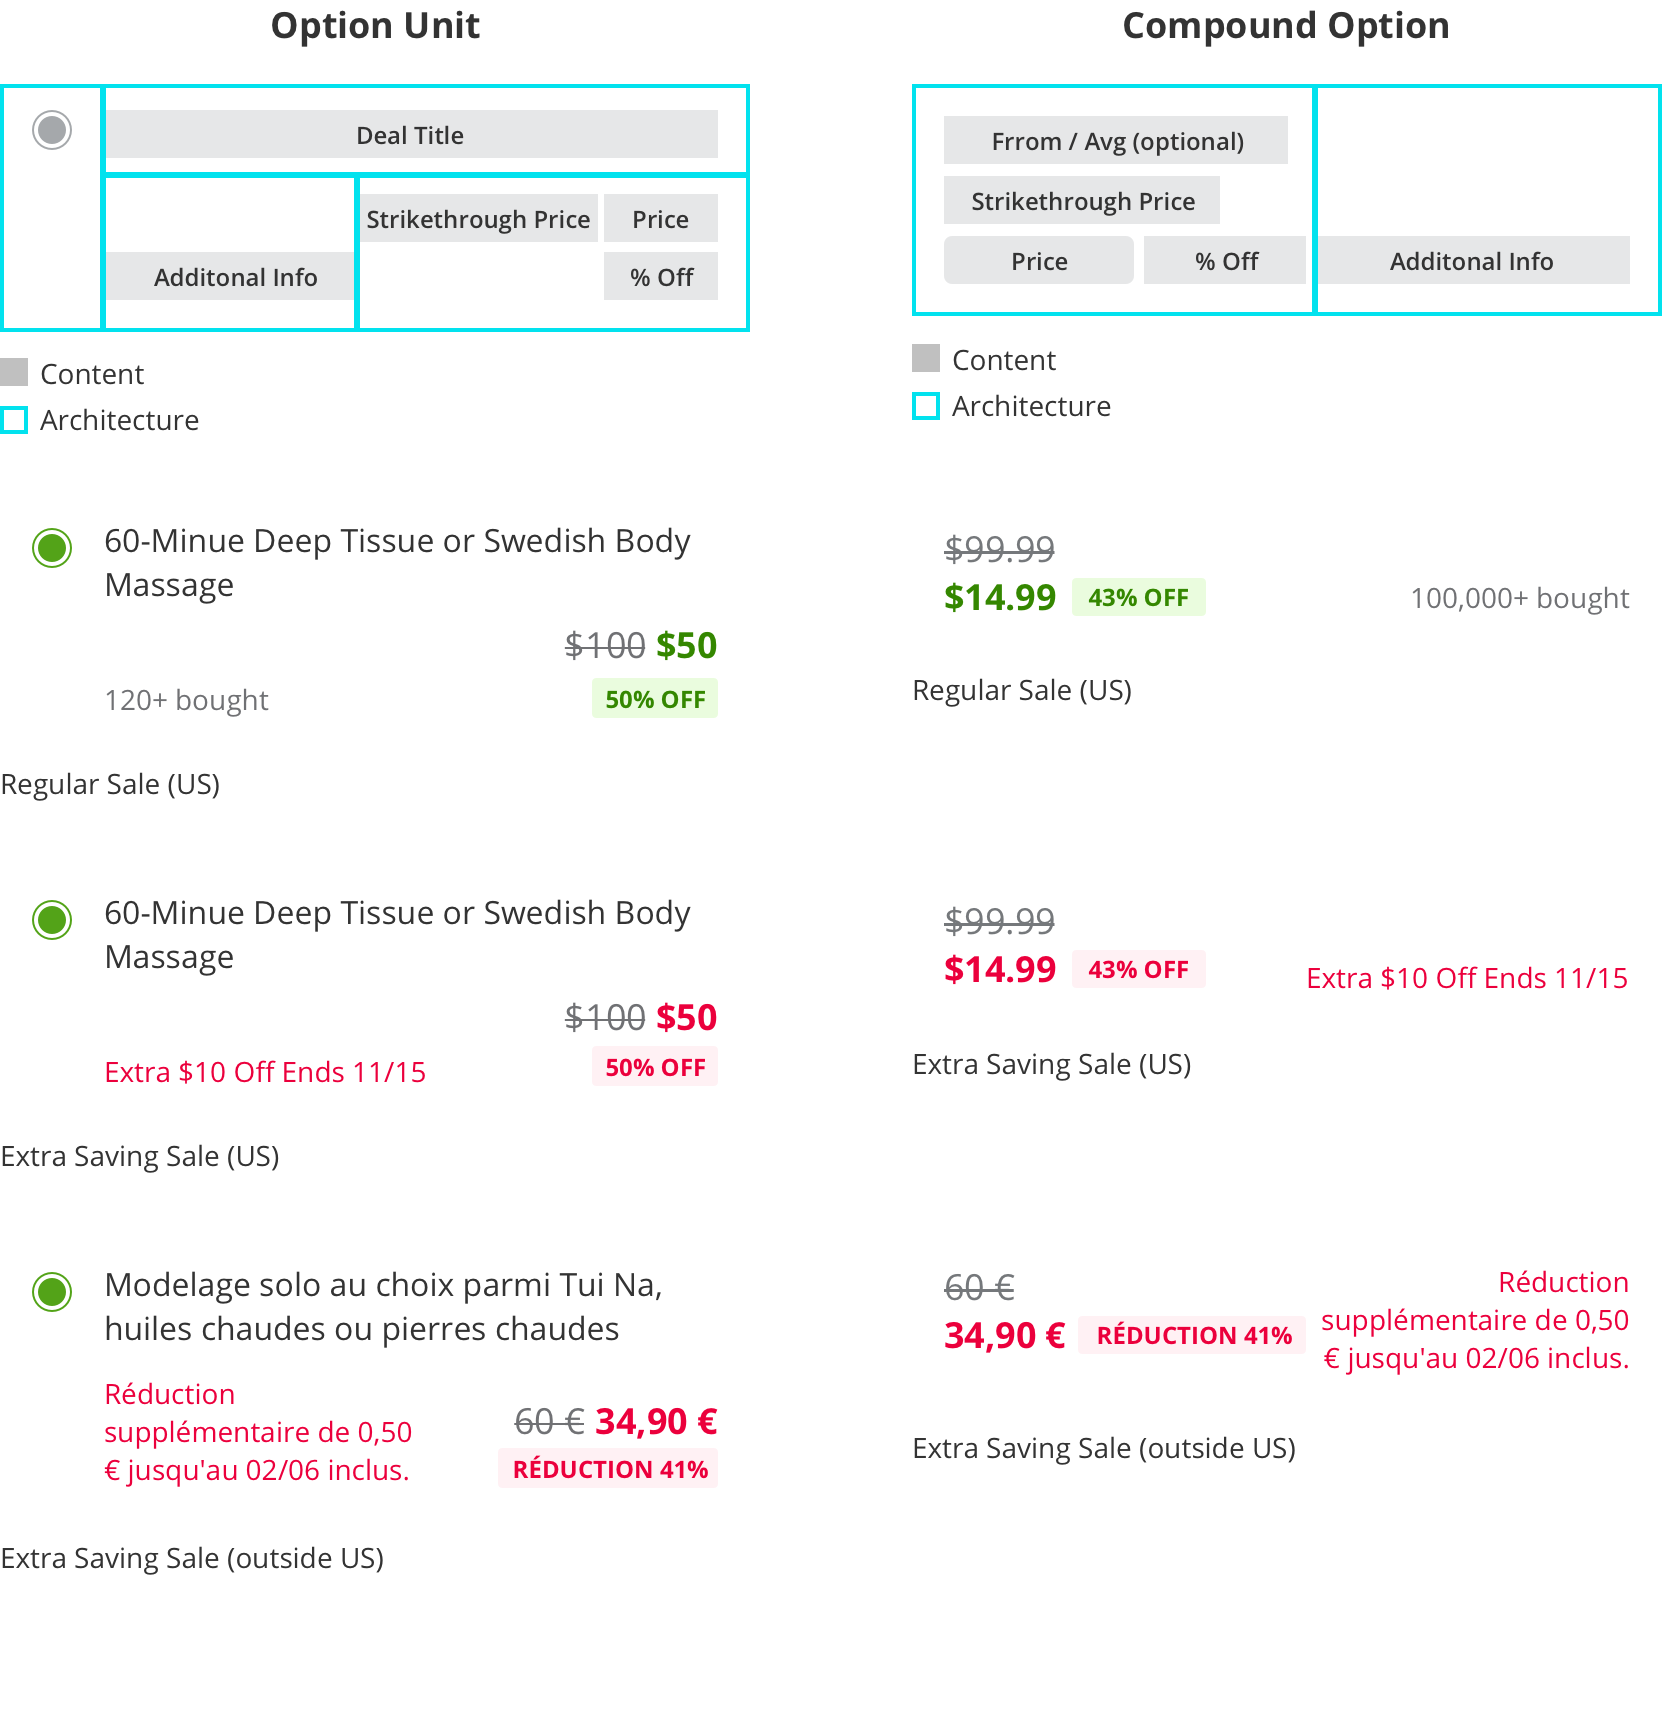 Option Unit
Deal Title
Strikethrough Price Price
Additonal Info % Off
Content
Architecture
60-Minue Deep Tissue or Swedish Body
Massage
$100 $50
120+ bought 50% OFF
Regular Sale (US)
60-Minue Deep Tissue or Swedish Body
Massage
$100 $50
Extra $10 Off Ends 11/15 50% OFF
Extra Saving Sale (US)
Modelage solo au choix parmi Tui Na,
huiles chaudes ou pierres chaudes
Réduction
supplémentaire de 0,50
€ jusqu'au 02/06 inclus.
60 € 34,90 €
RÉDUCTION 41%
Extra Saving Sale (outside US)
Compound Option
Frrom / Avg (optional)
Strikethrough Price
Price % Off Additonal Info
Content
Architecture
$99.99
$14.99 43% OFF 100,000+ bought
Regular Sale (US)
$99.99
$14.99 43% OFF Extra $10 Off Ends 11/15
Extra Saving Sale (US)
60 €
34,90 € RÉDUCTION 41%
Réduction
supplémentaire de 0,50
€ jusqu'au 02/06 inclus.
Extra Saving Sale (outside US)